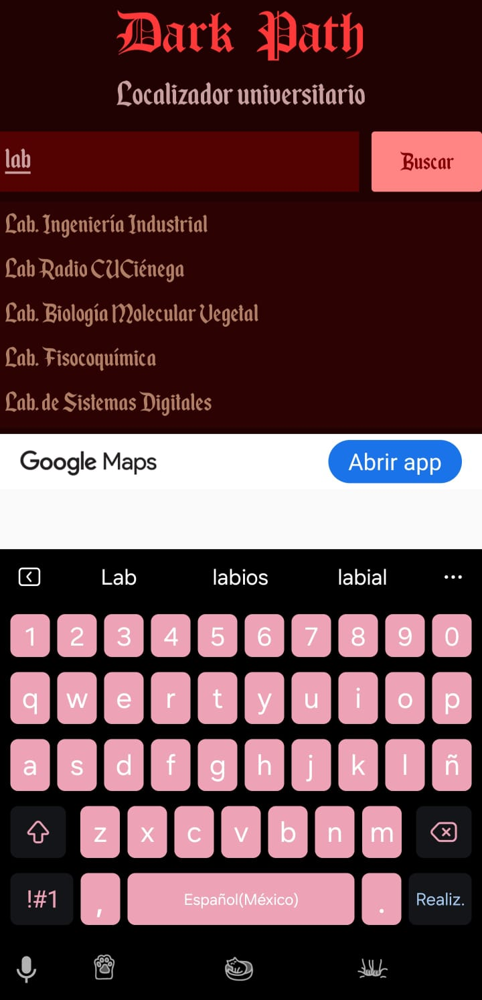 Dark Path
Localizador universitario
lab
Buscar
Lab. Ingeniería Industrial
Lab Radio CUCiénega
Lab. Biología Molecular Vegetal
Lab. Fisocoquímica
Lab. de Sistemas Digitales
Google Maps
Abrir app
Lab labios labial ...
1 2 3 4 5 6 7 8 9 0
q w e r t y u i o p
a s d f g h j k l ñ
z x c v b n m
!#1 , Español(México) . Realiz.